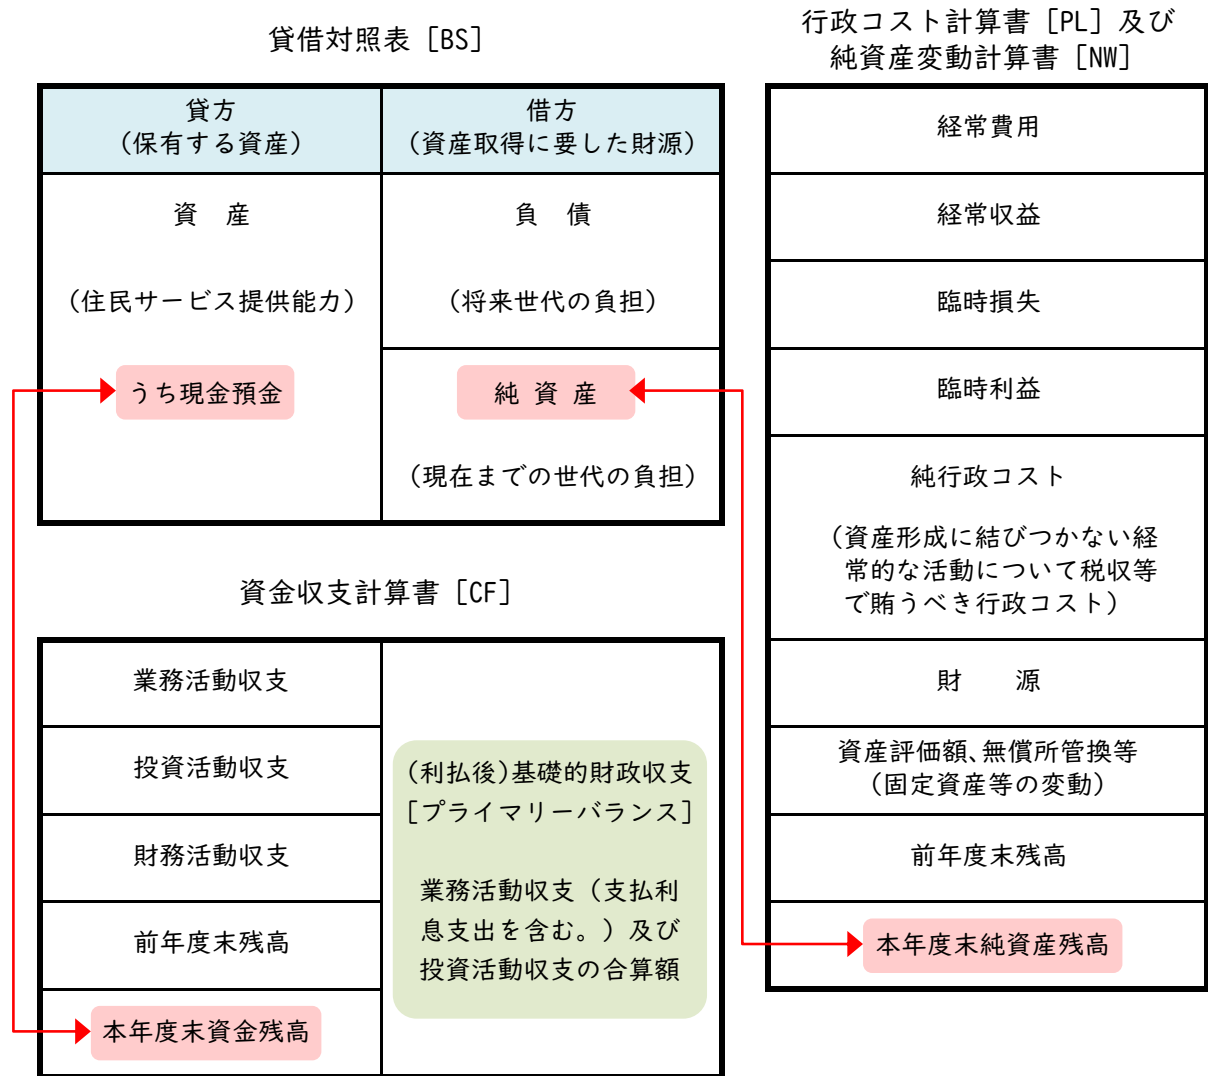 貸借対照表［BS］
貸方
（保有する資産）
借方
（資産取得に要した財源）
資　産
（住民サービス提供能力）
うち現金預金
負　債
（将来世代の負担）
純 資 産
（現在までの世代の負担）
資金収支計算書［CF］
業務活動収支
投資活動収支
財務活動収支
前年度末残高
本年度末資金残高
（利払後）基礎的財政収支
［プライマリーバランス］
業務活動収支（支払利
息支出を含む。）及び
投資活動収支の合算額
行政コスト計算書［PL］及び
純資産変動計算書［NW］
経常費用
経常収益
臨時損失
臨時利益
純行政コスト
（資産形成に結びつかない経
常的な活動について税収等
で賄うべき行政コスト）
財　　源
資産評価額、無償所管換等
（固定資産等の変動）
前年度末残高
本年度末純資産残高